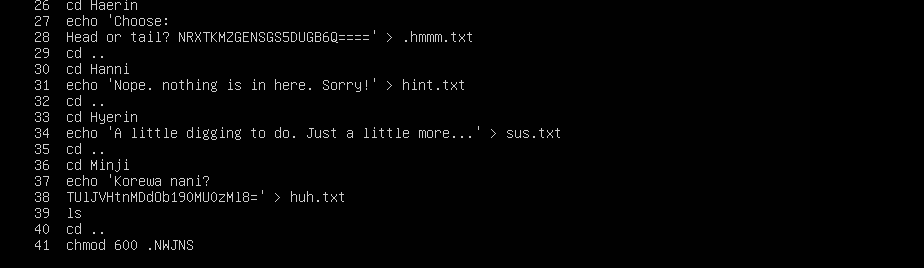 26 cd Haerin
27 echo 'Choose:
28 Head or tail? NRXTKMZGENSGS5DUGB6Q====' > .hmmm.txt
29 cd ..
30 cd Hanni
31 echo 'Nope. nothing is in here. Sorry!' > hint.txt
32 cd ..
33 cd Hyerin
34 echo 'A little digging to do. Just a little more...' > sus.txt
35 cd ..
36 cd Minji
37 echo 'Korewa nani?
38 TUlJVHtnMDdOb190MU0zMl8=' > huh.txt
39 ls
40 cd ..
41 chmod 600 .NWJNS